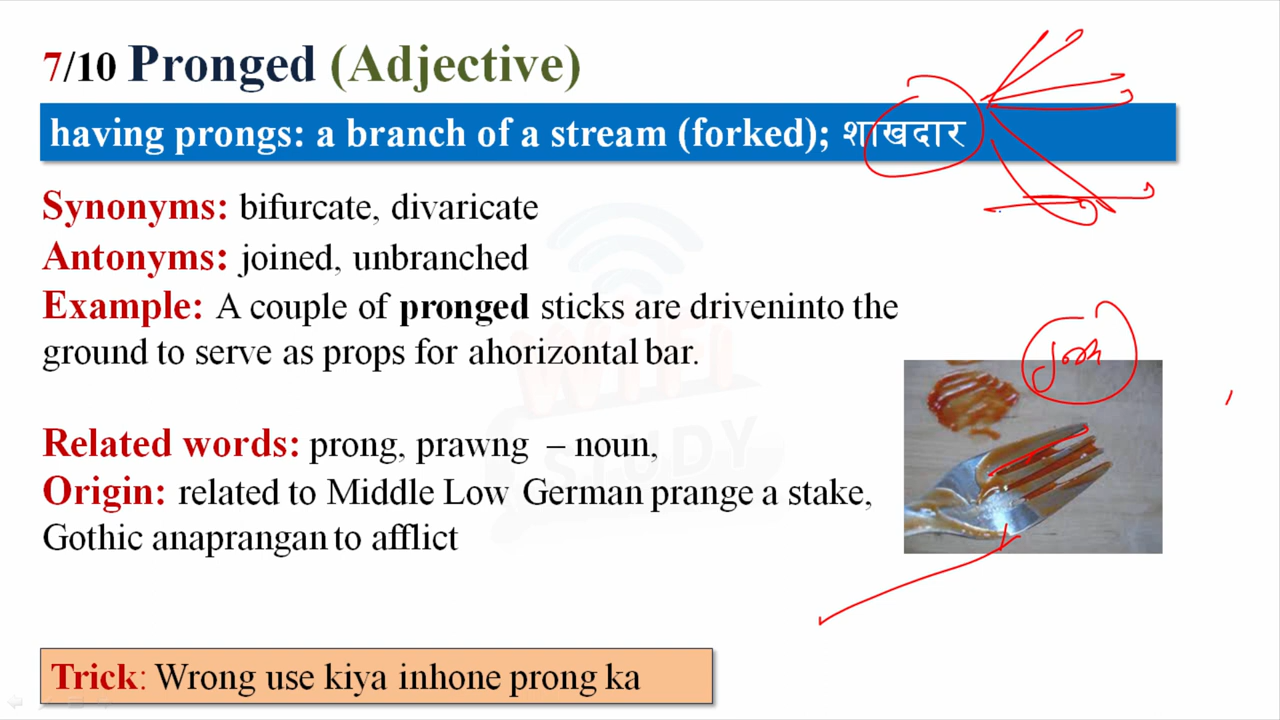 7/10 Pronged (Adjective)
having prongs: a branch of a stream (forked); शाखदार
Synonyms: bifurcate, divaricate
Antonyms: joined, unbranched
Example: A couple of pronged sticks are driveninto the
ground to serve as props for ahorizontal bar.
Related words: prong, prawng – noun,
Origin: related to Middle Low German prange a stake,
Gothic anaprangan to afflict
Trick: Wrong use kiya inhone prong ka
WiFi
STUDY